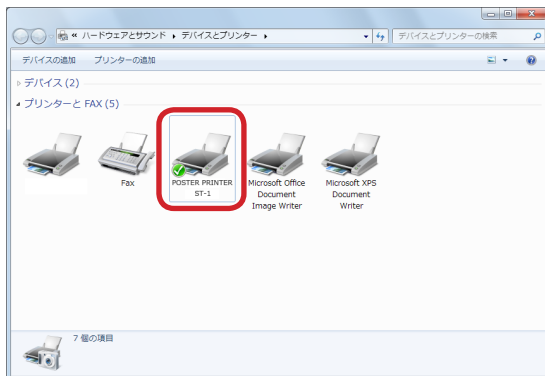 « ハードウェアとサウンド ▸ デバイスとプリンター ▸
デバイスとプリンターの検索
デバイスの追加 プリンターの追加
デバイス (2)
プリンターと FAX (5)
Fax
POSTER PRINTER
ST-1
Microsoft Office
Document
Image Writer
Microsoft XPS
Document
Writer
7 個の項目